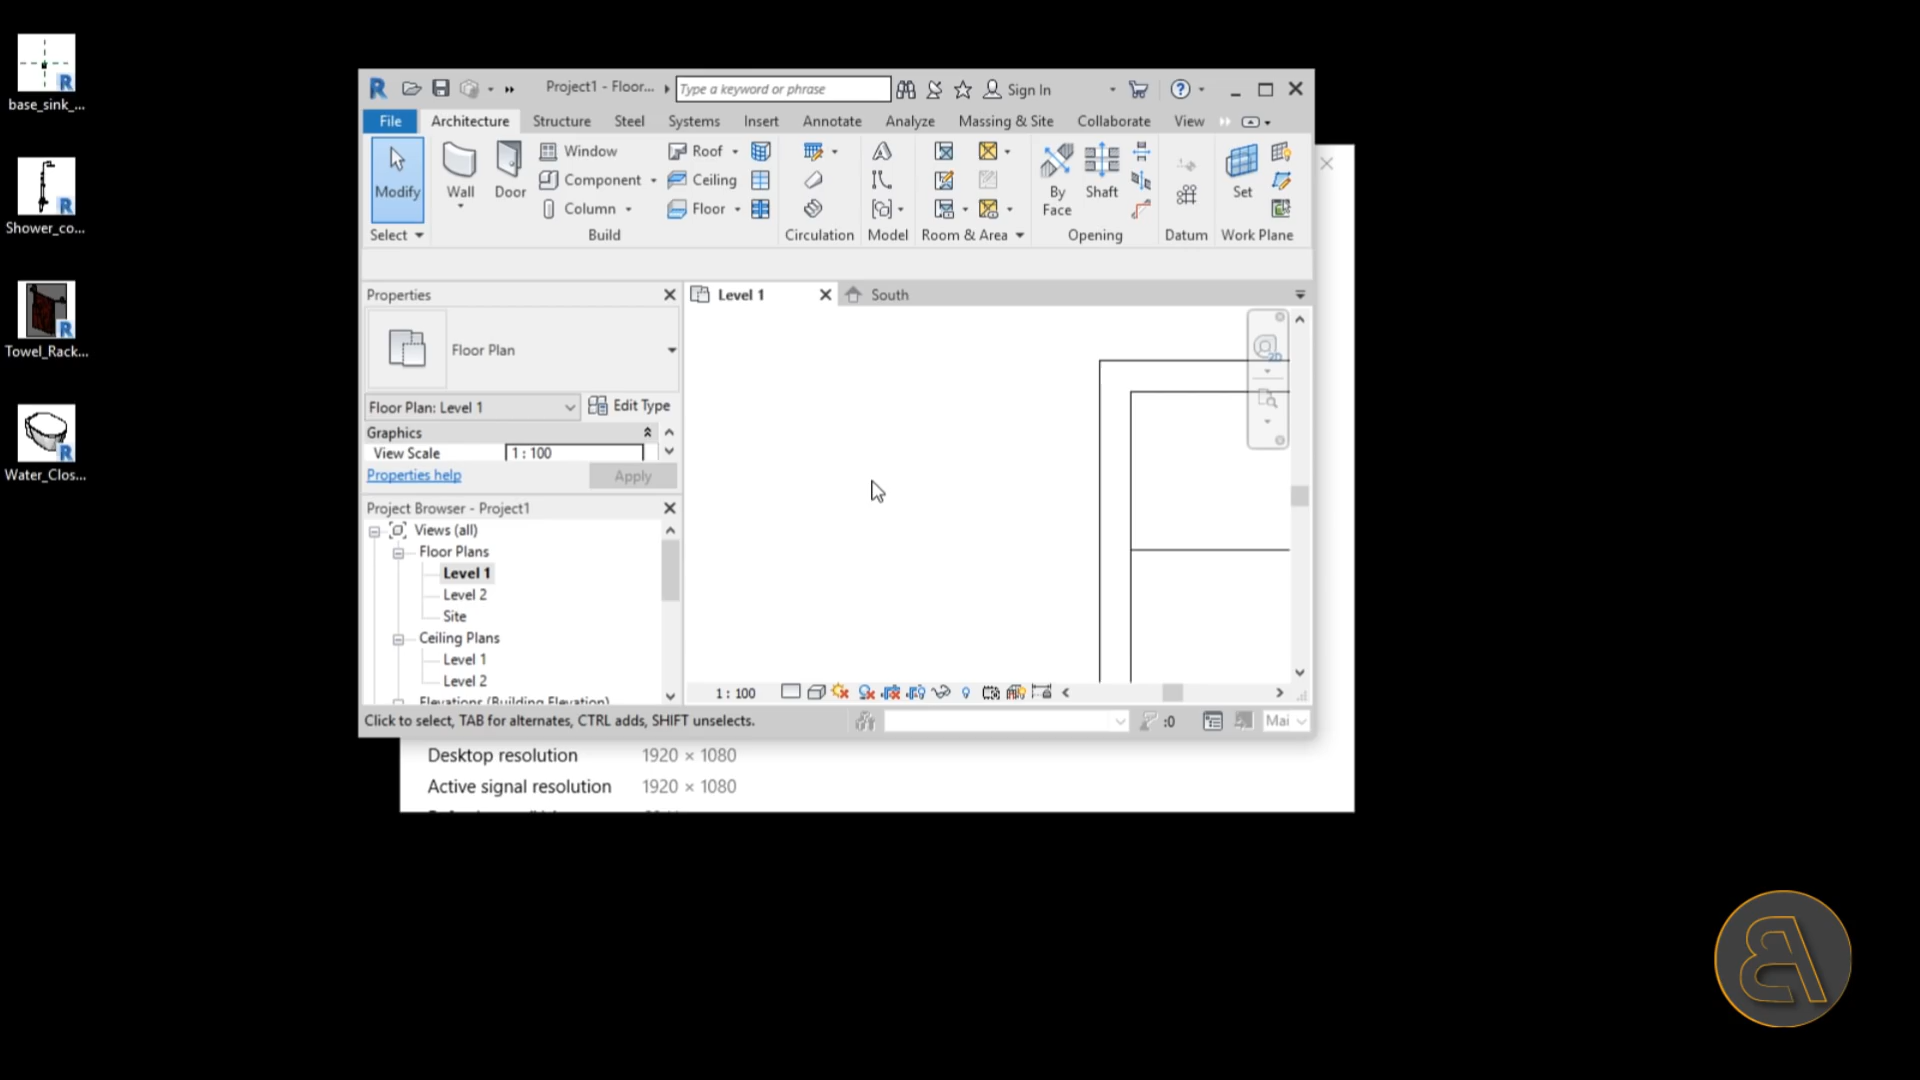 base_sink_...
Shower_co...
Towel_Rack...
Water_Clos...
Project1 - Floor...
Type a keyword or phrase
Sign In
File Architecture Structure Steel Systems Insert Annotate Analyze Massing & Site Collaborate View
Modify
Wall
Door
Window
Component
Column
Roof
Ceiling
Floor
By
Face
Shaft
Set
Select Build Circulation Model Room & Area Opening Datum Work Plane
Properties
Floor Plan
Floor Plan: Level 1
Edit Type
Graphics
View Scale 1 : 100
Properties help
Apply
Project Browser - Project1
Views (all)
Floor Plans
Level 1
Level 2
Site
Ceiling Plans
Level 1
Level 2
Elevations (Building Elevation)
Level 1
South
2D
1 : 100
Click to select, TAB for alternates, CTRL adds, SHIFT unselects.
:0
Mai
Desktop resolution 1920 × 1080
Active signal resolution 1920 × 1080